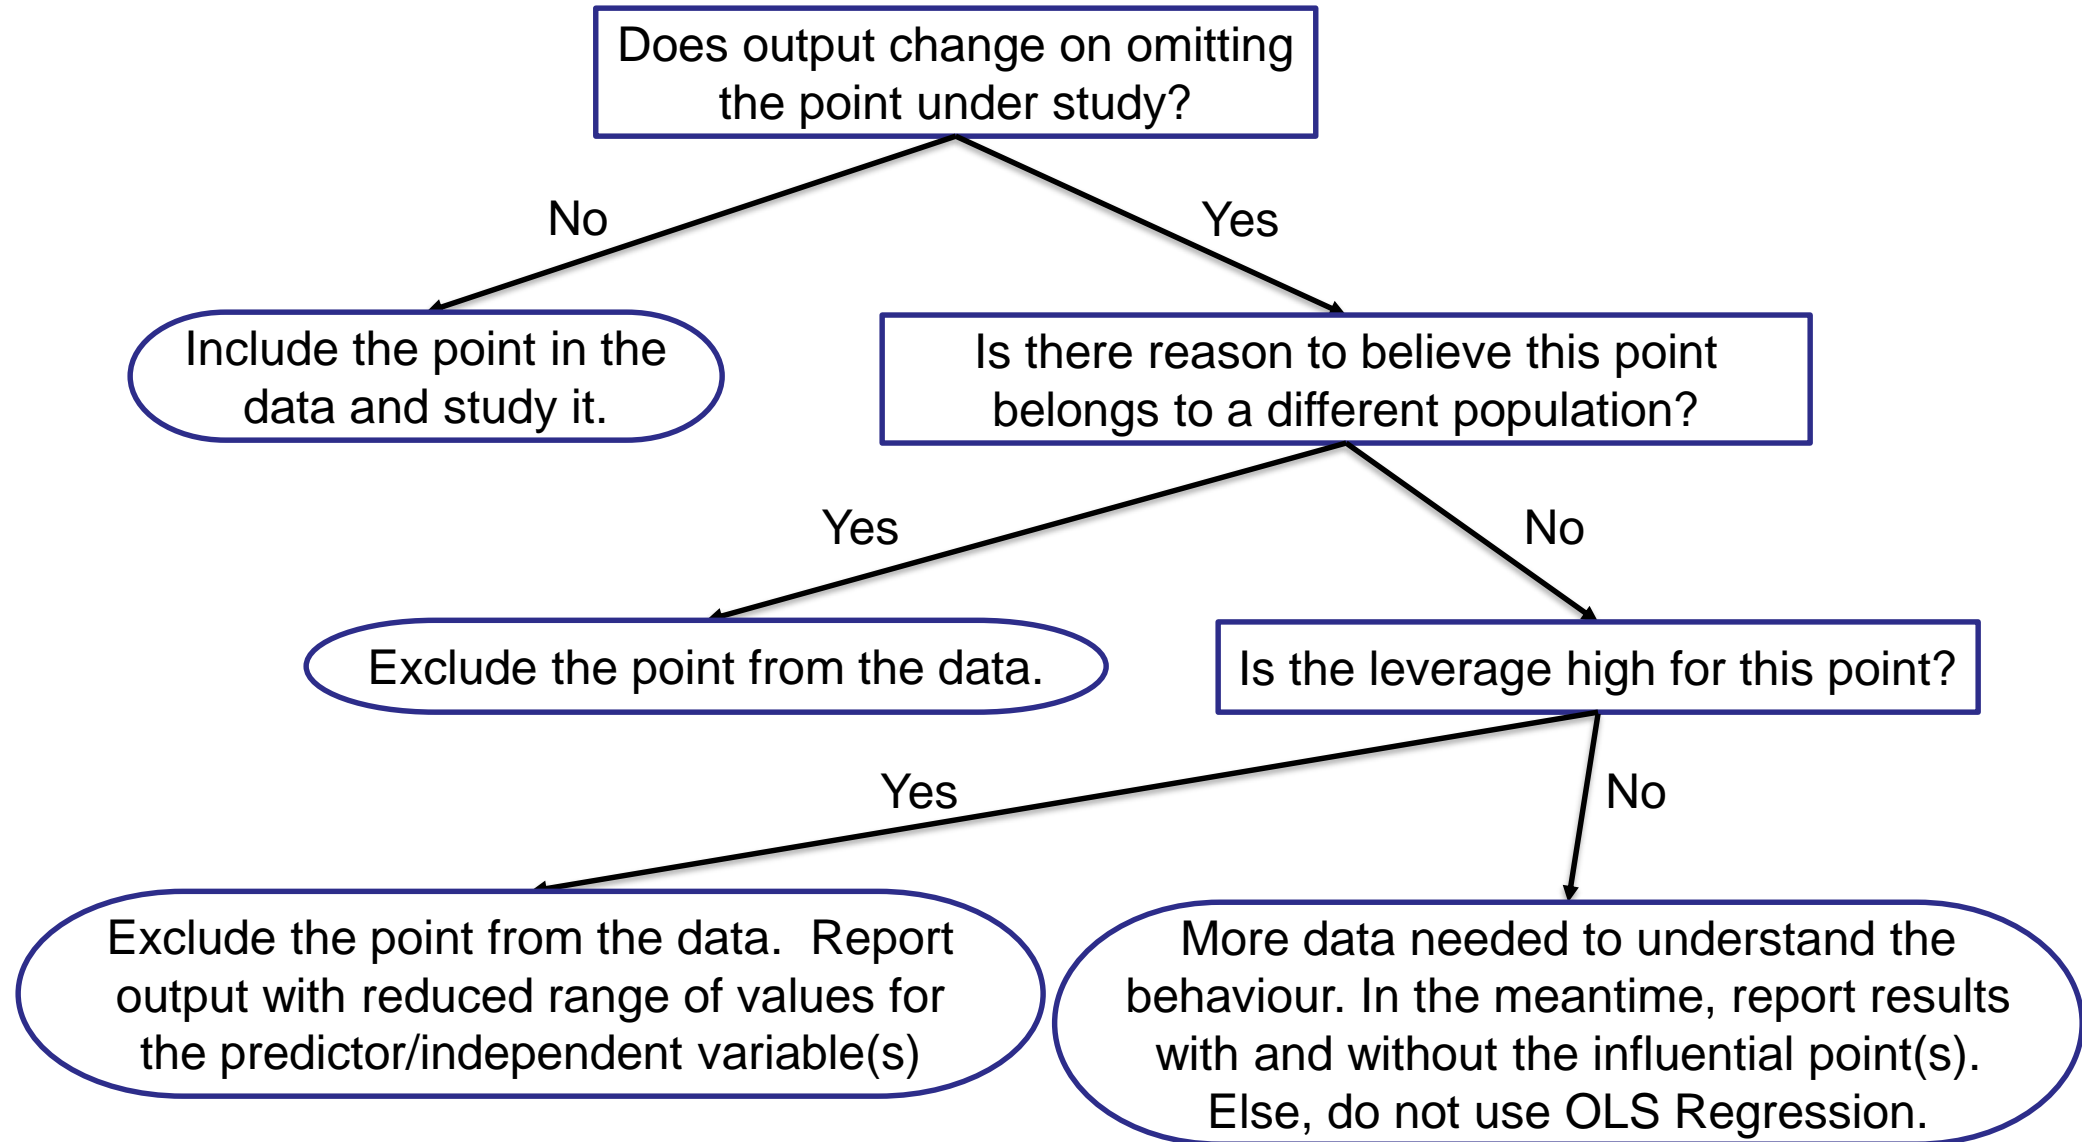 Does output change on omitting
the point under study?
No
Yes
Include the point in the
data and study it.
Is there reason to believe this point
belongs to a different population?
Yes
No
Exclude the point from the data.
Is the leverage high for this point?
Yes
No
Exclude the point from the data.  Report
output with reduced range of values for
the predictor/independent variable(s)
More data needed to understand the
behaviour. In the meantime, report results
with and without the influential point(s).
Else, do not use OLS Regression.